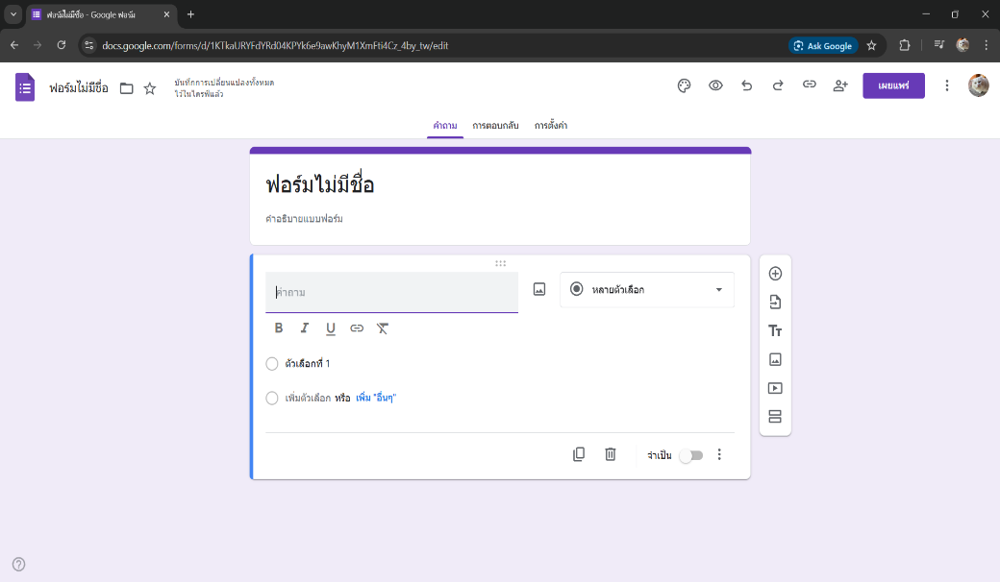 ฟอร์มไม่มีชื่อ - Google ฟอร์ม
docs.google.com/forms/d/1KTkaURYFdYRd04KPYk6e9awKhyM1XmFti4Cz_4by_tw/edit
Ask Google
ฟอร์มไม่มีชื่อ
บันทึกการเปลี่ยนแปลงทั้งหมด
ไว้ในไดรฟ์แล้ว
เผยแพร่
คำถาม
การตอบกลับ
การตั้งค่า
ฟอร์มไม่มีชื่อ
คำอธิบายแบบฟอร์ม
คำถาม
หลายตัวเลือก
B I U
ตัวเลือกที่ 1
เพิ่มตัวเลือก หรือ เพิ่ม "อื่นๆ"
จำเป็น